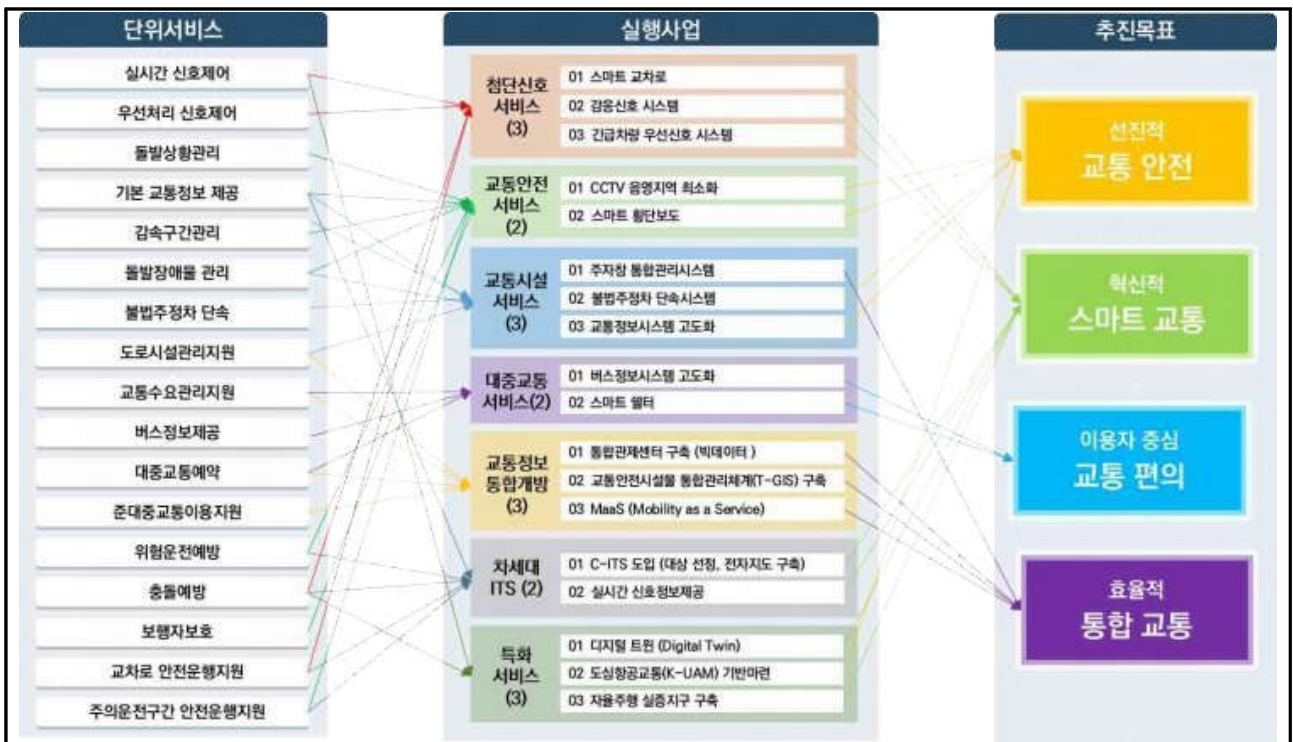 단위서비스
실시간 신호제어
우선처리 신호제어
돌발상황관리
기본 교통정보 제공
감속구간관리
돌발장애물 관리
불법주정차 단속
도로시설관리지원
교통수요관리지원
버스정보제공
대중교통예약
준대중교통이용지원
위험운전예방
충돌예방
보행자보호
교차로 안전운행지원
주의운전구간 안전운행지원
실행사업
첨단신호
서비스
(3)
01 스마트 교차로
02 감응신호 시스템
03 긴급차량 우선신호 시스템
교통안전
서비스
(2)
01 CCTV 음영지역 최소화
02 스마트 횡단보도
교통시설
서비스
(3)
01 주차장 통합관리시스템
02 불법주정차 단속시스템
03 교통정보시스템 고도화
대중교통
서비스(2)
01 버스정보시스템 고도화
02 스마트 쉘터
교통정보
통합개방
(3)
01 통합관제센터 구축 (빅데이터 )
02 교통안전시설물 통합관리체계(T-GIS) 구축
03 MaaS (Mobility as a Service)
차세대
ITS (2)
01 C-ITS 도입 (대상 선정, 전자지도 구축)
02 실시간 신호정보제공
특화
서비스
(3)
01 디지털 트윈 (Digital Twin)
02 도심항공교통(K-UAM) 기반마련
03 자율주행 실증지구 구축
추진목표
선진적
교통 안전
혁신적
스마트 교통
이용자 중심
교통 편의
효율적
통합 교통